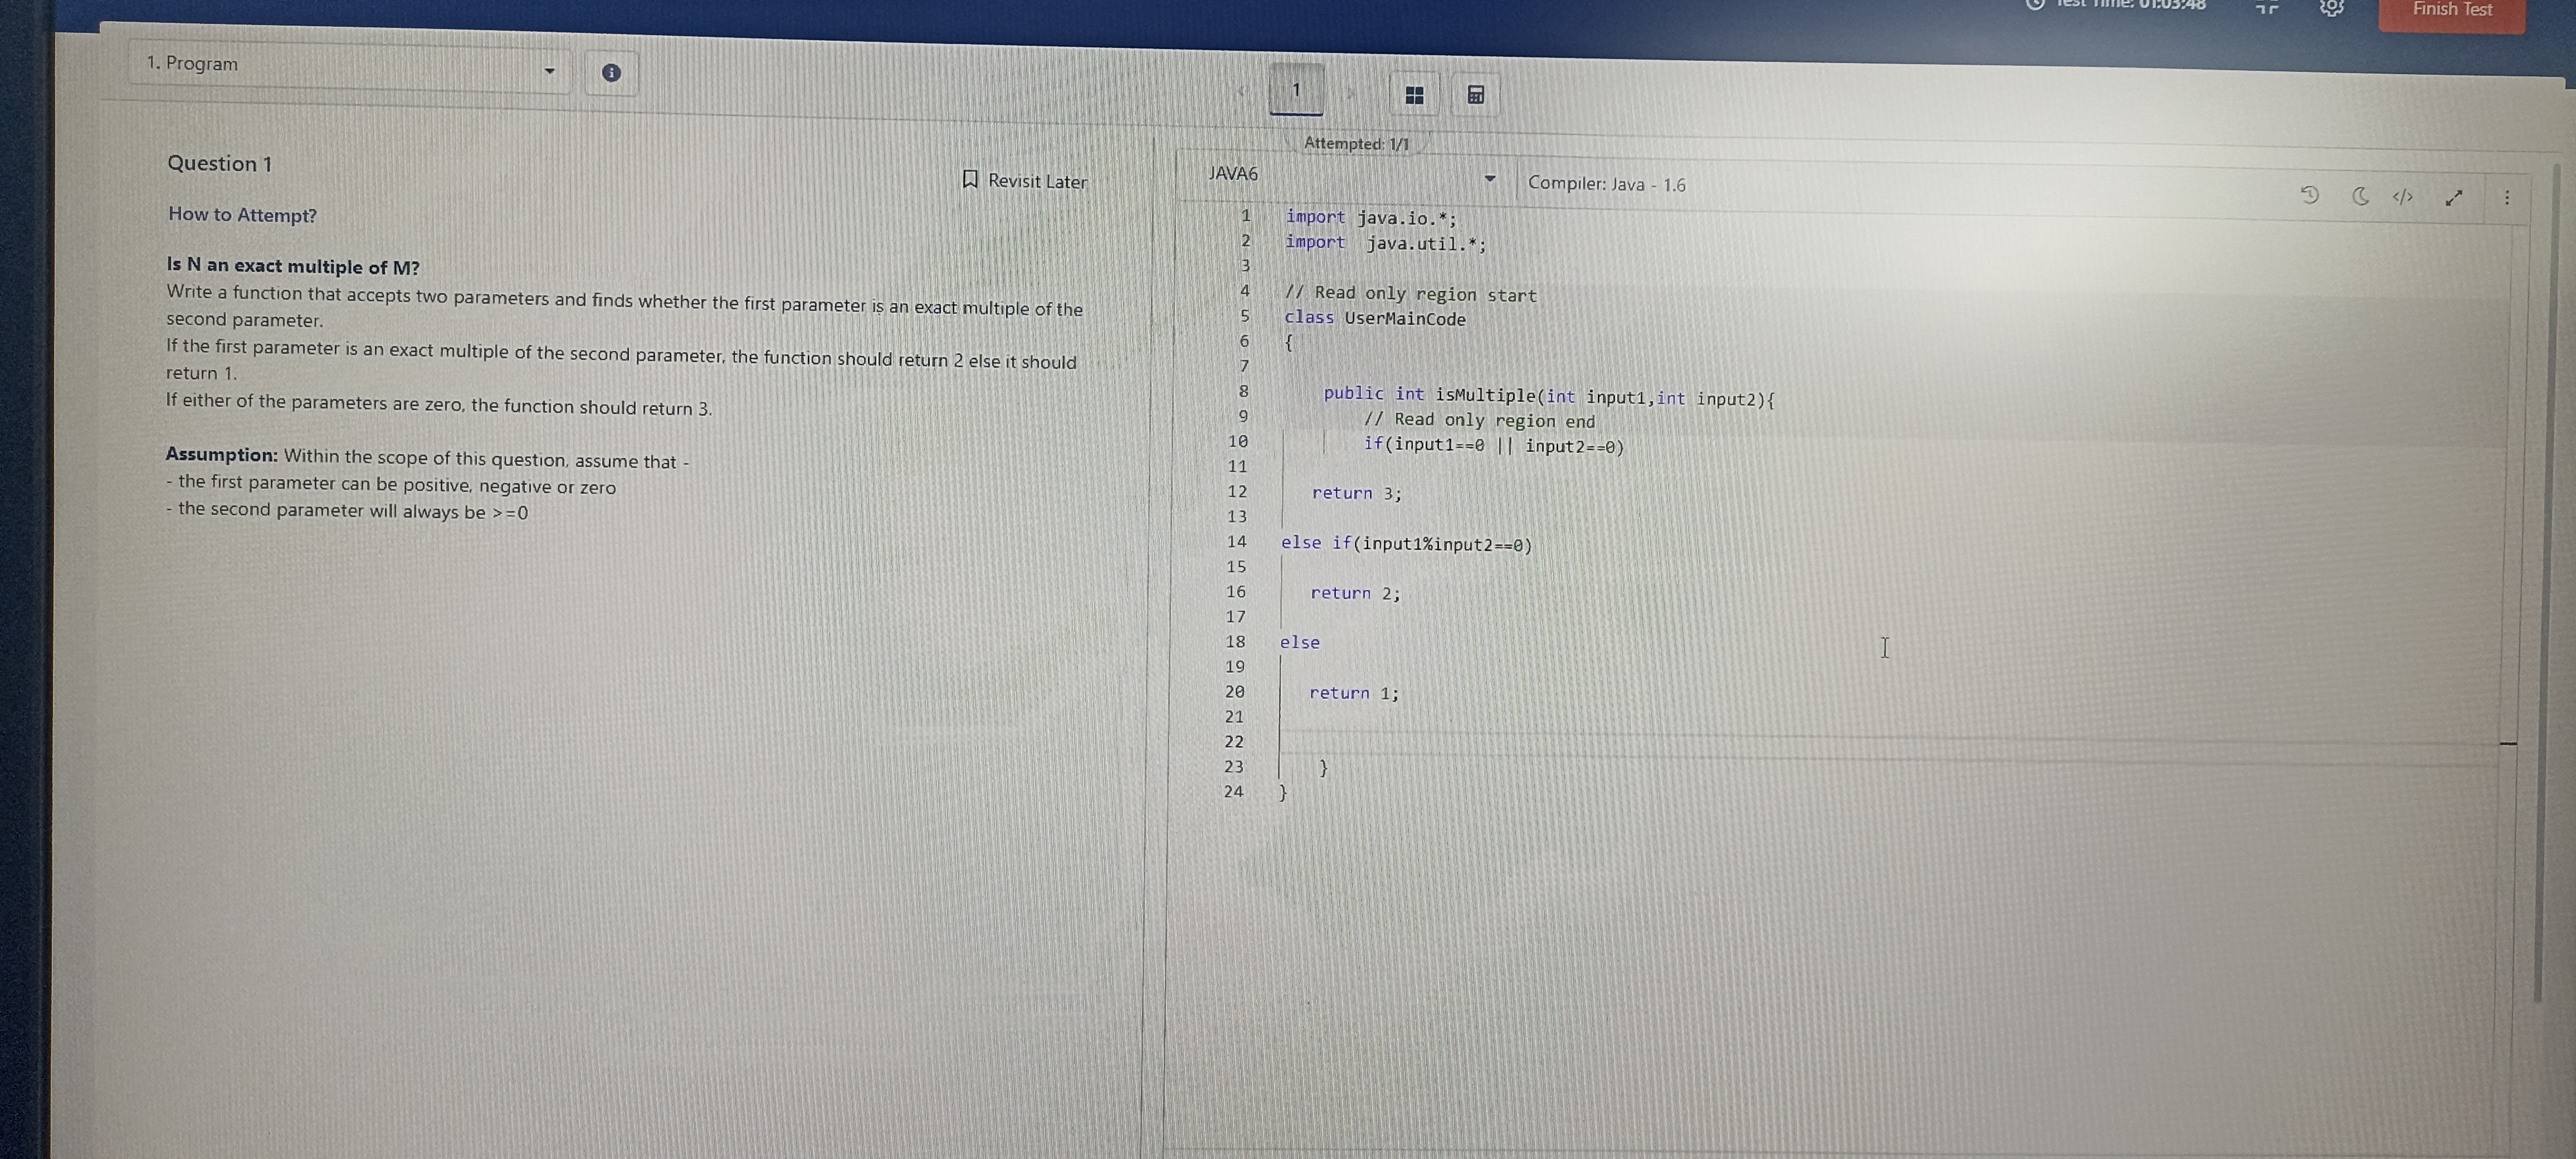 Test Time: 01:03:48
Finish Test
1. Program
1
Attempted: 1/1
Question 1
Revisit Later
How to Attempt?
Is N an exact multiple of M?
Write a function that accepts two parameters and finds whether the first parameter is an exact multiple of the
second parameter.
If the first parameter is an exact multiple of the second parameter, the function should return 2 else it should
return 1.
If either of the parameters are zero, the function should return 3.
Assumption: Within the scope of this question, assume that -
- the first parameter can be positive, negative or zero
- the second parameter will always be >=0
JAVA6
Compiler: Java - 1.6
1 import java.io.*;
2 import  java.util.*;
3
4 // Read only region start
5 class UserMainCode
6 {
7
8     public int isMultiple(int input1,int input2){
9         // Read only region end
10         if(input1==0 || input2==0)
11
12    return 3;
13
14 else if(input1%input2==0)
15
16    return 2;
17
18 else
19
20    return 1;
21
22
23     }
24 }